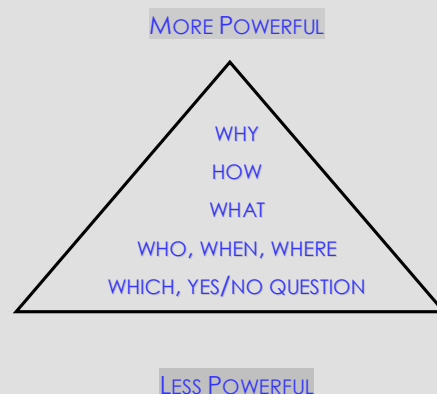 MORE POWERFUL
WHY
HOW
WHAT
WHO, WHEN, WHERE
WHICH, YES/NO QUESTION
LESS POWERFUL